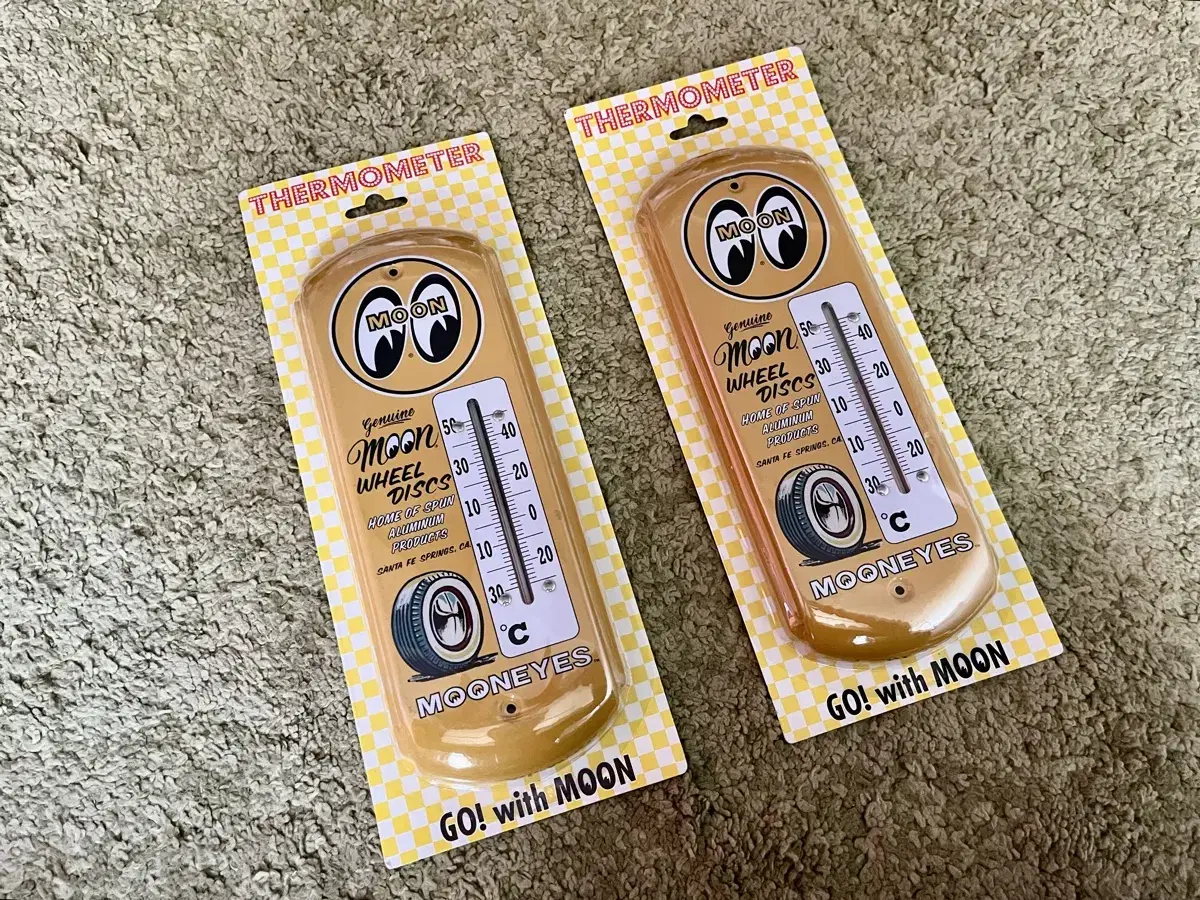 THERMOMETER
MOON
Genuine
Moon
WHEEL
DISCS
HOME OF SPUN
ALUMINUM
PRODUCTS
SANTA FE SPRINGS, CA.
50
40
30
20
10
0
10
20
30
°C
MOONEYES™
GO! with MOON
THERMOMETER
MOON
Genuine
Moon
WHEEL
DISCS
HOME OF SPUN
ALUMINUM
PRODUCTS
SANTA FE SPRINGS, CA.
50
40
30
20
10
0
10
20
30
°C
MOONEYES™
GO! with MOON